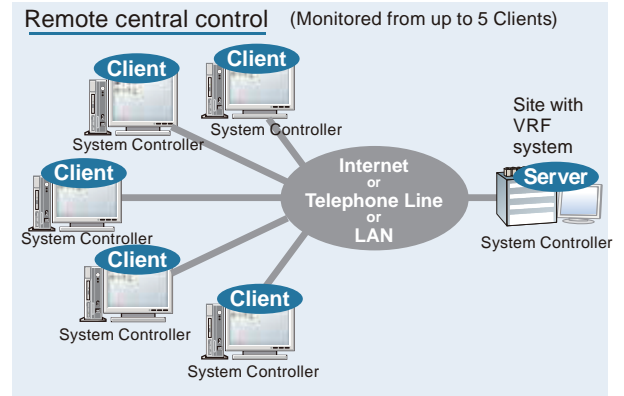 Remote central control (Monitored from up to 5 Clients)
Client
System Controller
Client
System Controller
Client
System Controller
Client
System Controller
Client
System Controller
Internet
or
Telephone Line
or
LAN
Site with
VRF
system
Server
System Controller